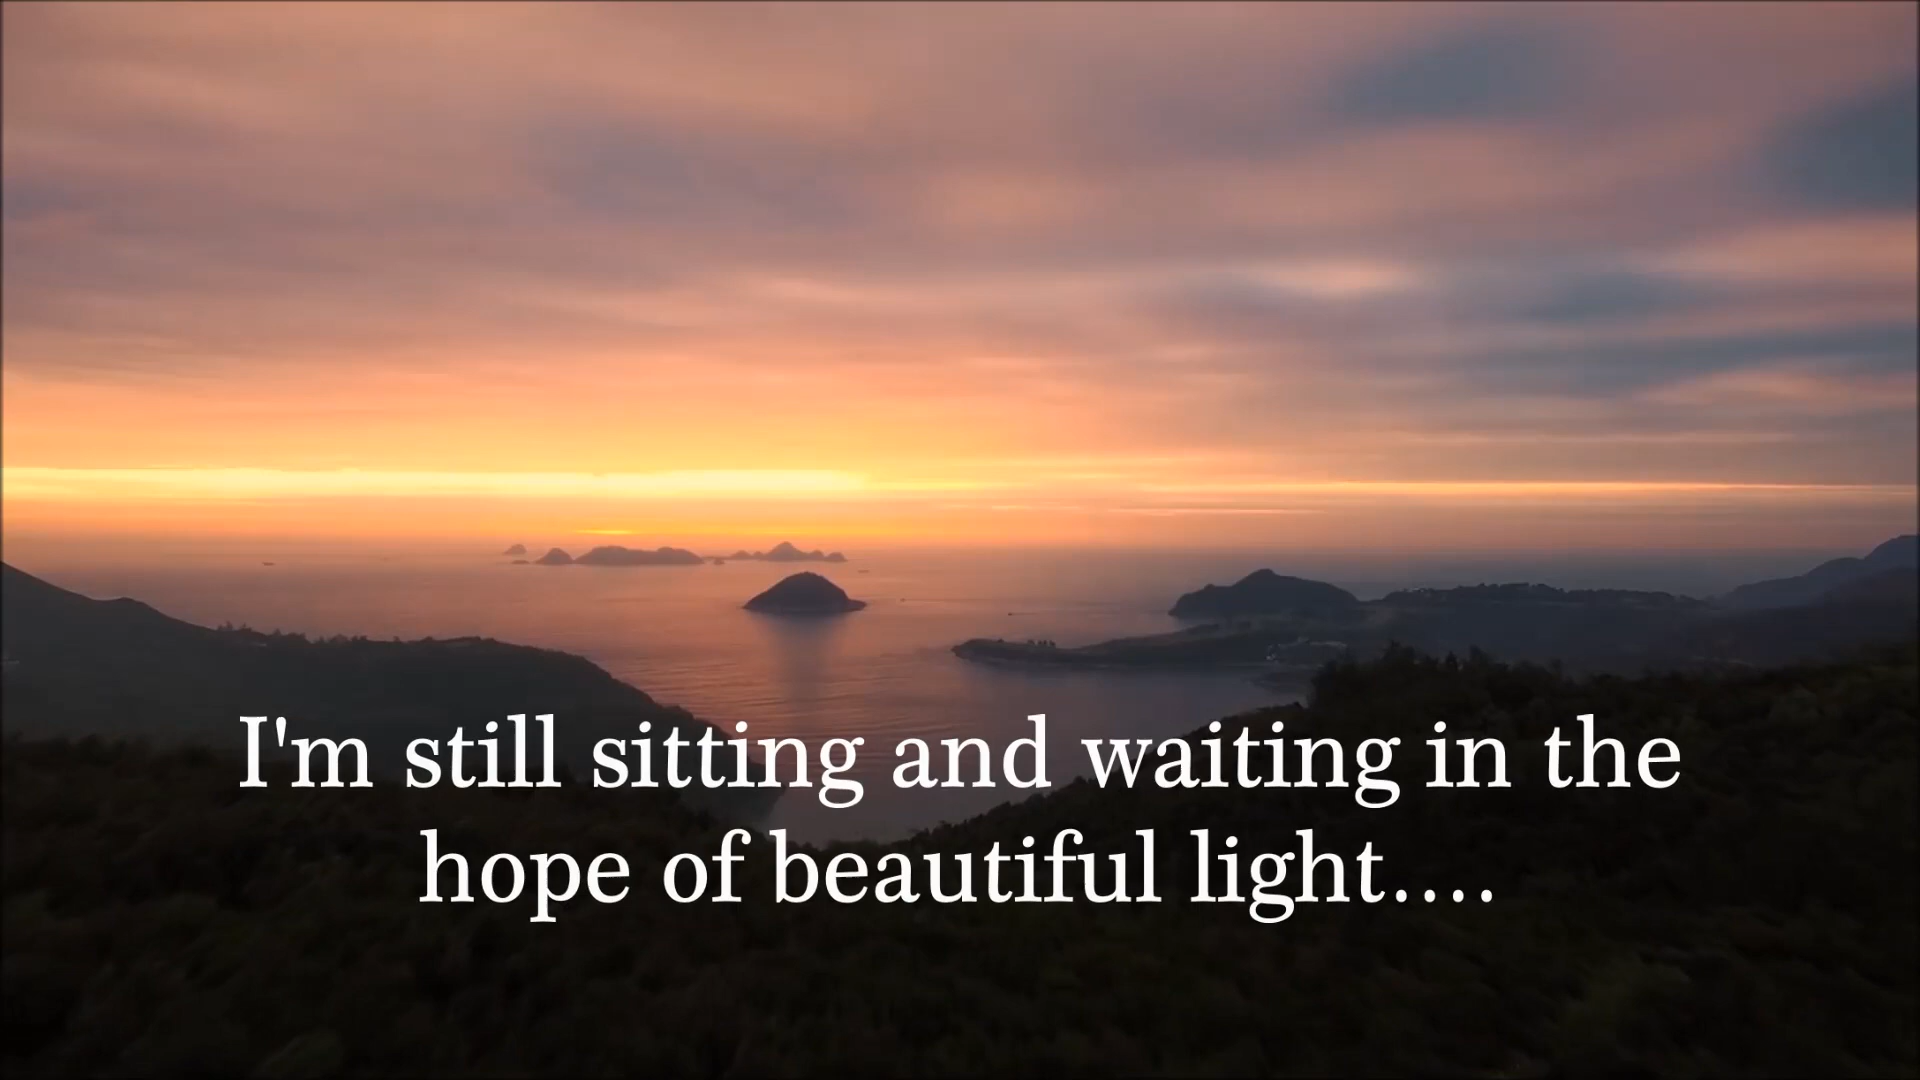 I'm still sitting and waiting in the
hope of beautiful light....